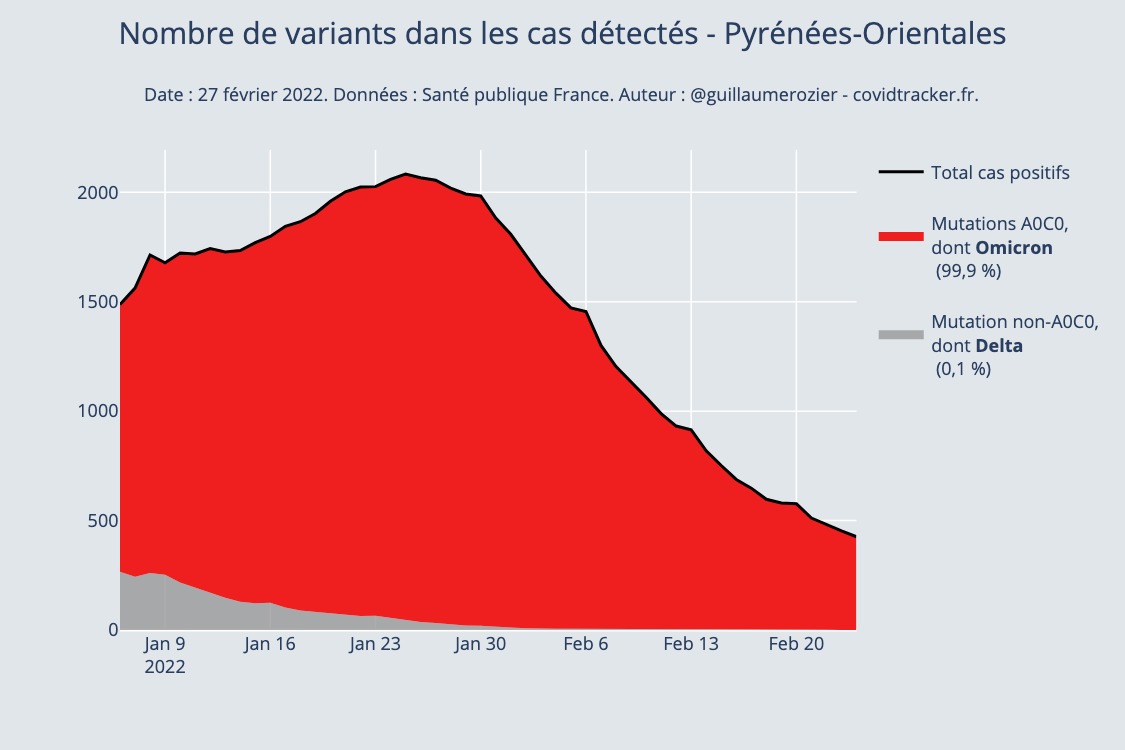 Nombre de variants dans les cas détectés - Pyrénées-Orientales
Date : 27 février 2022. Données : Santé publique France. Auteur : @guillaumerozier - covidtracker.fr.
2000
1500
1000
500
0
Jan 9
2022
Jan 16
Jan 23
Jan 30
Feb 6
Feb 13
Feb 20
Total cas positifs
Mutations A0C0,
dont Omicron
(99,9 %)
Mutation non-A0C0,
dont Delta
(0,1 %)